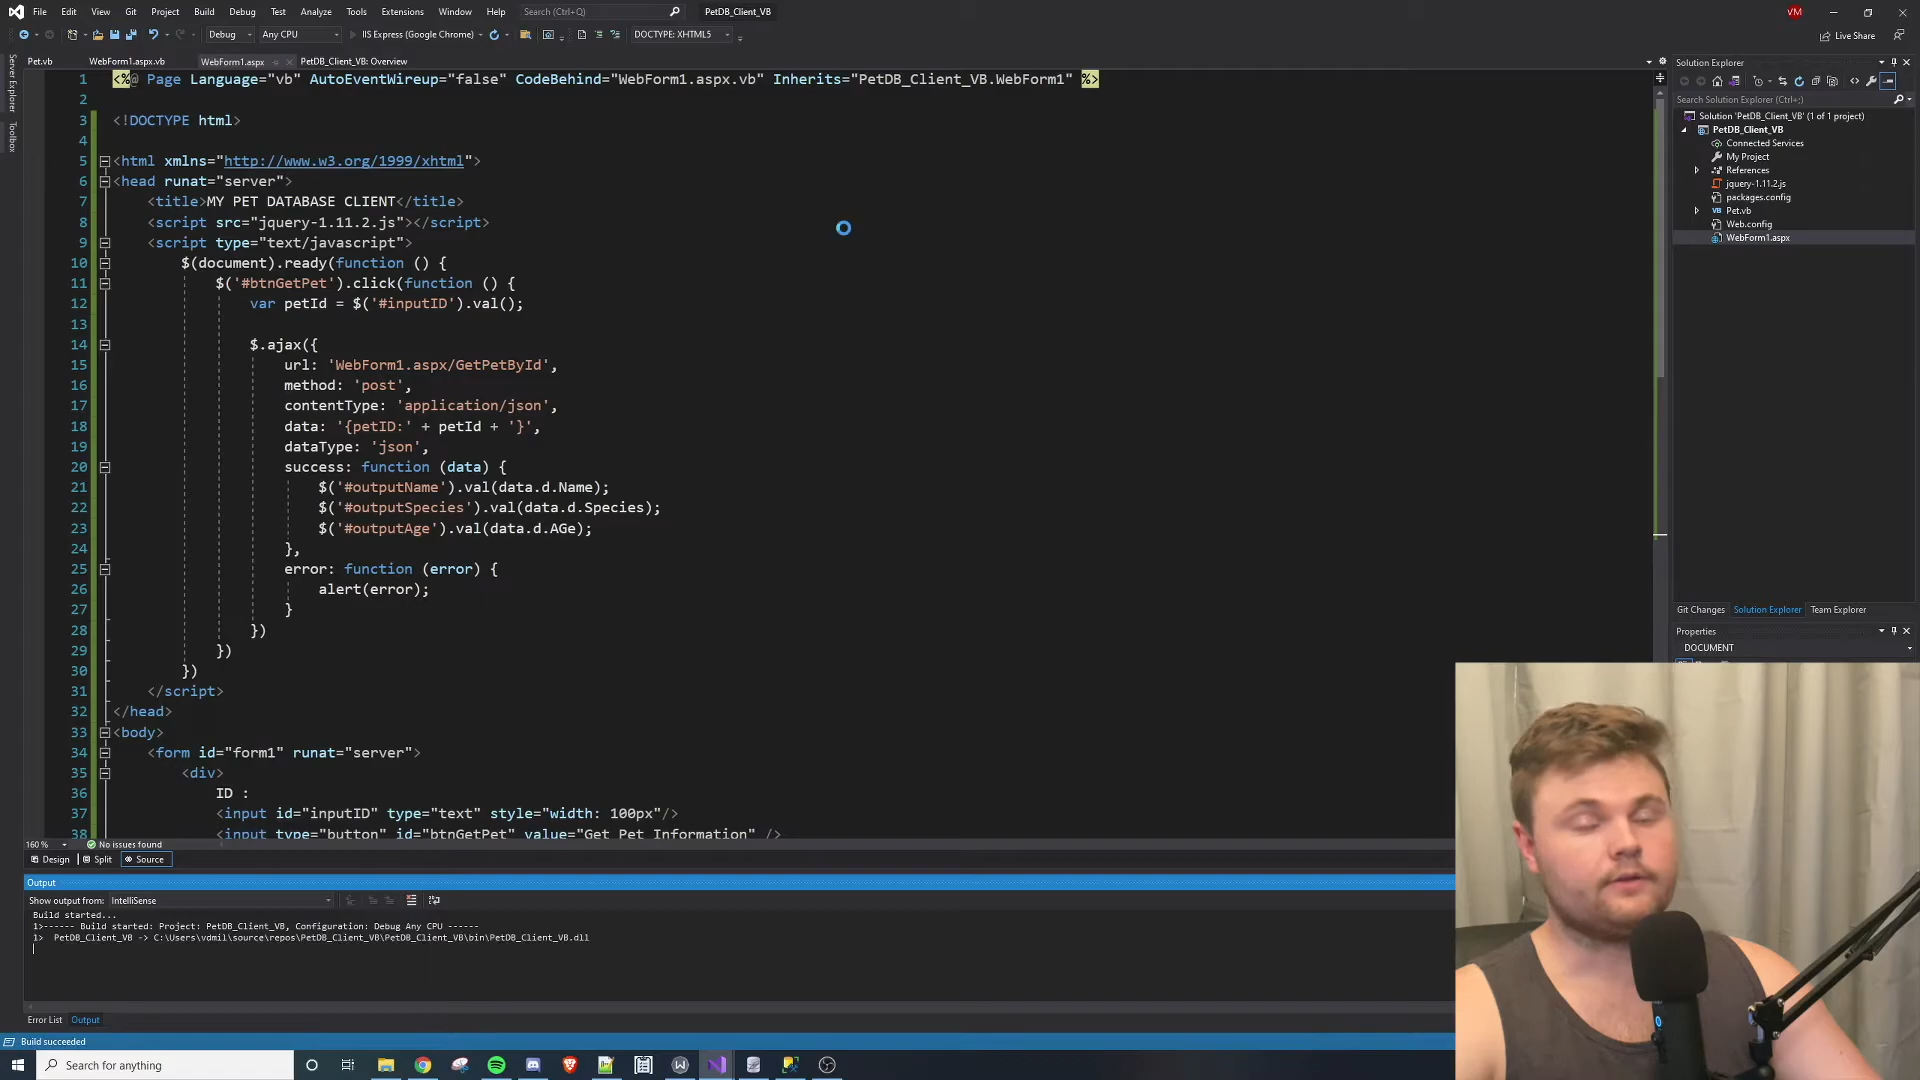 File Edit View Git Project Build Debug Test Analyze Tools Extensions Window Help Search (Ctrl+Q) PetDB_Client_VB VM
Debug Any CPU IIS Express (Google Chrome) DOCTYPE: XHTML5 Live Share
Pet.vb WebForm1.aspx.vb WebForm1.aspx PetDB_Client_VB: Overview
Server Explorer
Toolbox
1 <%@ Page Language="vb" AutoEventWireup="false" CodeBehind="WebForm1.aspx.vb" Inherits="PetDB_Client_VB.WebForm1" %>
2
3 <!DOCTYPE html>
4
5 <html xmlns="http://www.w3.org/1999/xhtml">
6 <head runat="server">
7 <title>MY PET DATABASE CLIENT</title>
8 <script src="jquery-1.11.2.js"></script>
9 <script type="text/javascript">
10 $(document).ready(function () {
11 $('#btnGetPet').click(function () {
12 var petId = $('#inputID').val();
13
14 $.ajax({
15 url: 'WebForm1.aspx/GetPetById',
16 method: 'post',
17 contentType: 'application/json',
18 data: '{petID:' + petId + '}',
19 dataType: 'json',
20 success: function (data) {
21 $('#outputName').val(data.d.Name);
22 $('#outputSpecies').val(data.d.Species);
23 $('#outputAge').val(data.d.AGe);
24 },
25 error: function (error) {
26 alert(error);
27 }
28 })
29 })
30 })
31 </script>
32 </head>
33 <body>
34 <form id="form1" runat="server">
35 <div>
36 ID :
37 <input id="inputID" type="text" style="width: 100px"/>
38 <input type="button" id="btnGetPet" value="Get Pet Information" />
160 % No issues found
Design Split Source
Output
Show output from: IntelliSense
Build started...
1>------ Build started: Project: PetDB_Client_VB, Configuration: Debug Any CPU ------
1> PetDB_Client_VB -> C:\Users\vdmil\source\repos\PetDB_Client_VB\PetDB_Client_VB\bin\PetDB_Client_VB.dll
Error List Output
Build succeeded
Search for anything
Solution Explorer
Search Solution Explorer (Ctrl+;)
Solution 'PetDB_Client_VB' (1 of 1 project)
PetDB_Client_VB
Connected Services
My Project
References
jquery-1.11.2.js
packages.config
Pet.vb
Web.config
WebForm1.aspx
Git Changes Solution Explorer Team Explorer
Properties
DOCUMENT